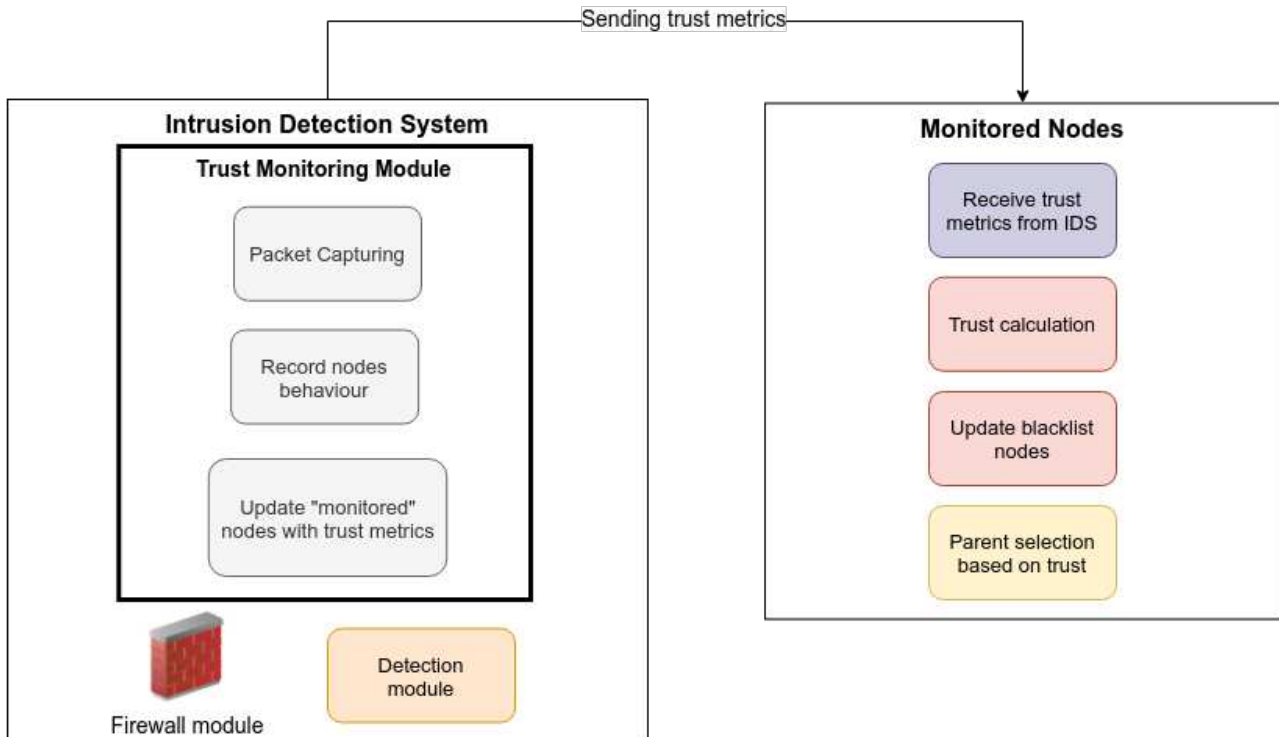 Sending trust metrics
Intrusion Detection System
Trust Monitoring Module
Packet Capturing
Record nodes
behaviour
Update "monitored"
nodes with trust metrics
Firewall module
Detection
module
Monitored Nodes
Receive trust
metrics from IDS
Trust calculation
Update blacklist
nodes
Parent selection
based on trust